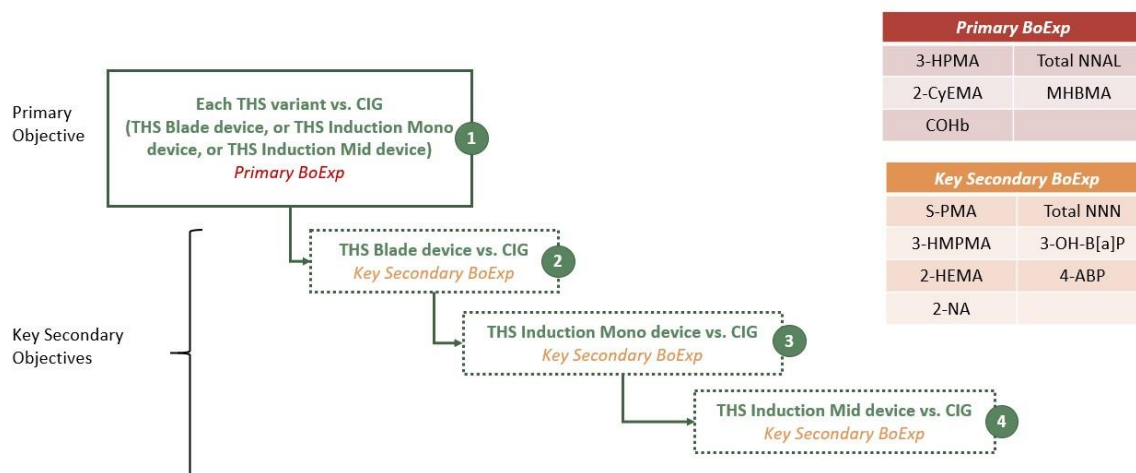 Primary
Objective
Each THS variant vs. CIG
(THS Blade device, or THS Induction Mono
device, or THS Induction Mid device)
Primary BoExp
1
THS Blade device vs. CIG
Key Secondary BoExp
2
Key Secondary
Objectives
THS Induction Mono device vs. CIG
Key Secondary BoExp
3
THS Induction Mid device vs. CIG
Key Secondary BoExp
4
Primary BoExp
3-HPMA Total NNAL
2-CyEMA MHBMA
COHb
Key Secondary BoExp
S-PMA Total NNN
3-HMPMA 3-OH-B[a]P
2-HEMA 4-ABP
2-NA